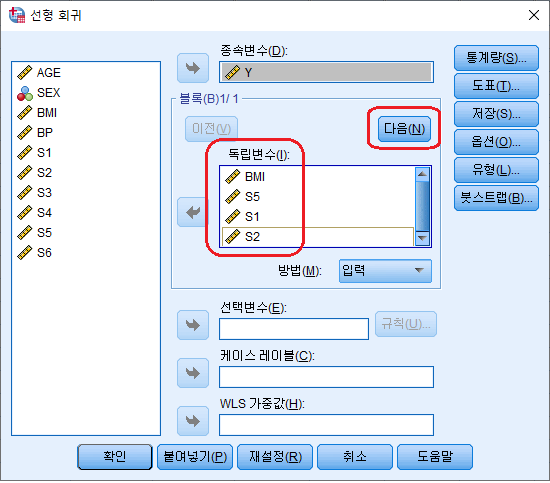 선형 회귀
종속변수(D):
Y
AGE
SEX
BMI
BP
S1
S2
S3
S4
S5
S6
블록(B)1/ 1
이전(V)
다음(N)
독립변수(I):
BMI
S5
S1
S2
방법(M):
입력
선택변수(E):
규칙(U)...
케이스 레이블(C):
WLS 가중값(H):
통계량(S)...
도표(T)...
저장(S)...
옵션(O)...
유형(L)...
붓스트랩(B)...
확인
붙여넣기(P)
재설정(R)
취소
도움말